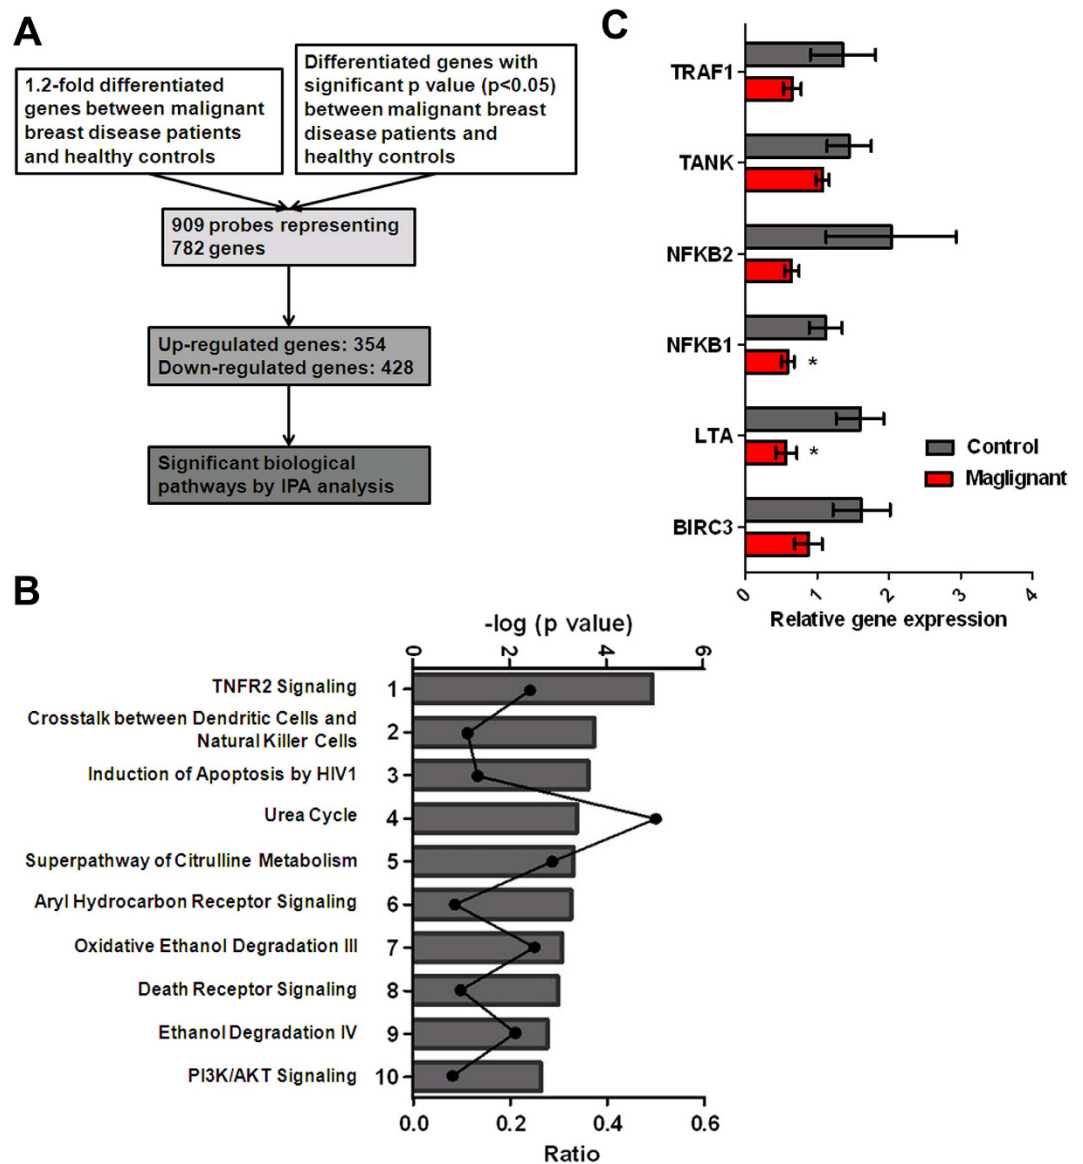 A
1.2-fold differentiated
genes between malignant
breast disease patients
and healthy controls
Differentiated genes with
significant p value (p<0.05)
between malignant breast
disease patients and
healthy controls
909 probes representing
782 genes
Up-regulated genes: 354
Down-regulated genes: 428
Significant biological
pathways by IPA analysis
C
TRAF1
TANK
NFKB2
NFKB1
*
LTA
*
BIRC3
Control
Maglignant
0 1 2 3 4
Relative gene expression
B
-log (p value)
0 2 4 6
TNFR2 Signaling 1
Crosstalk between Dendritic Cells and
Natural Killer Cells 2
Induction of Apoptosis by HIV1 3
Urea Cycle 4
Superpathway of Citrulline Metabolism 5
Aryl Hydrocarbon Receptor Signaling 6
Oxidative Ethanol Degradation III 7
Death Receptor Signaling 8
Ethanol Degradation IV 9
PI3K/AKT Signaling 10
0.0 0.2 0.4 0.6
Ratio